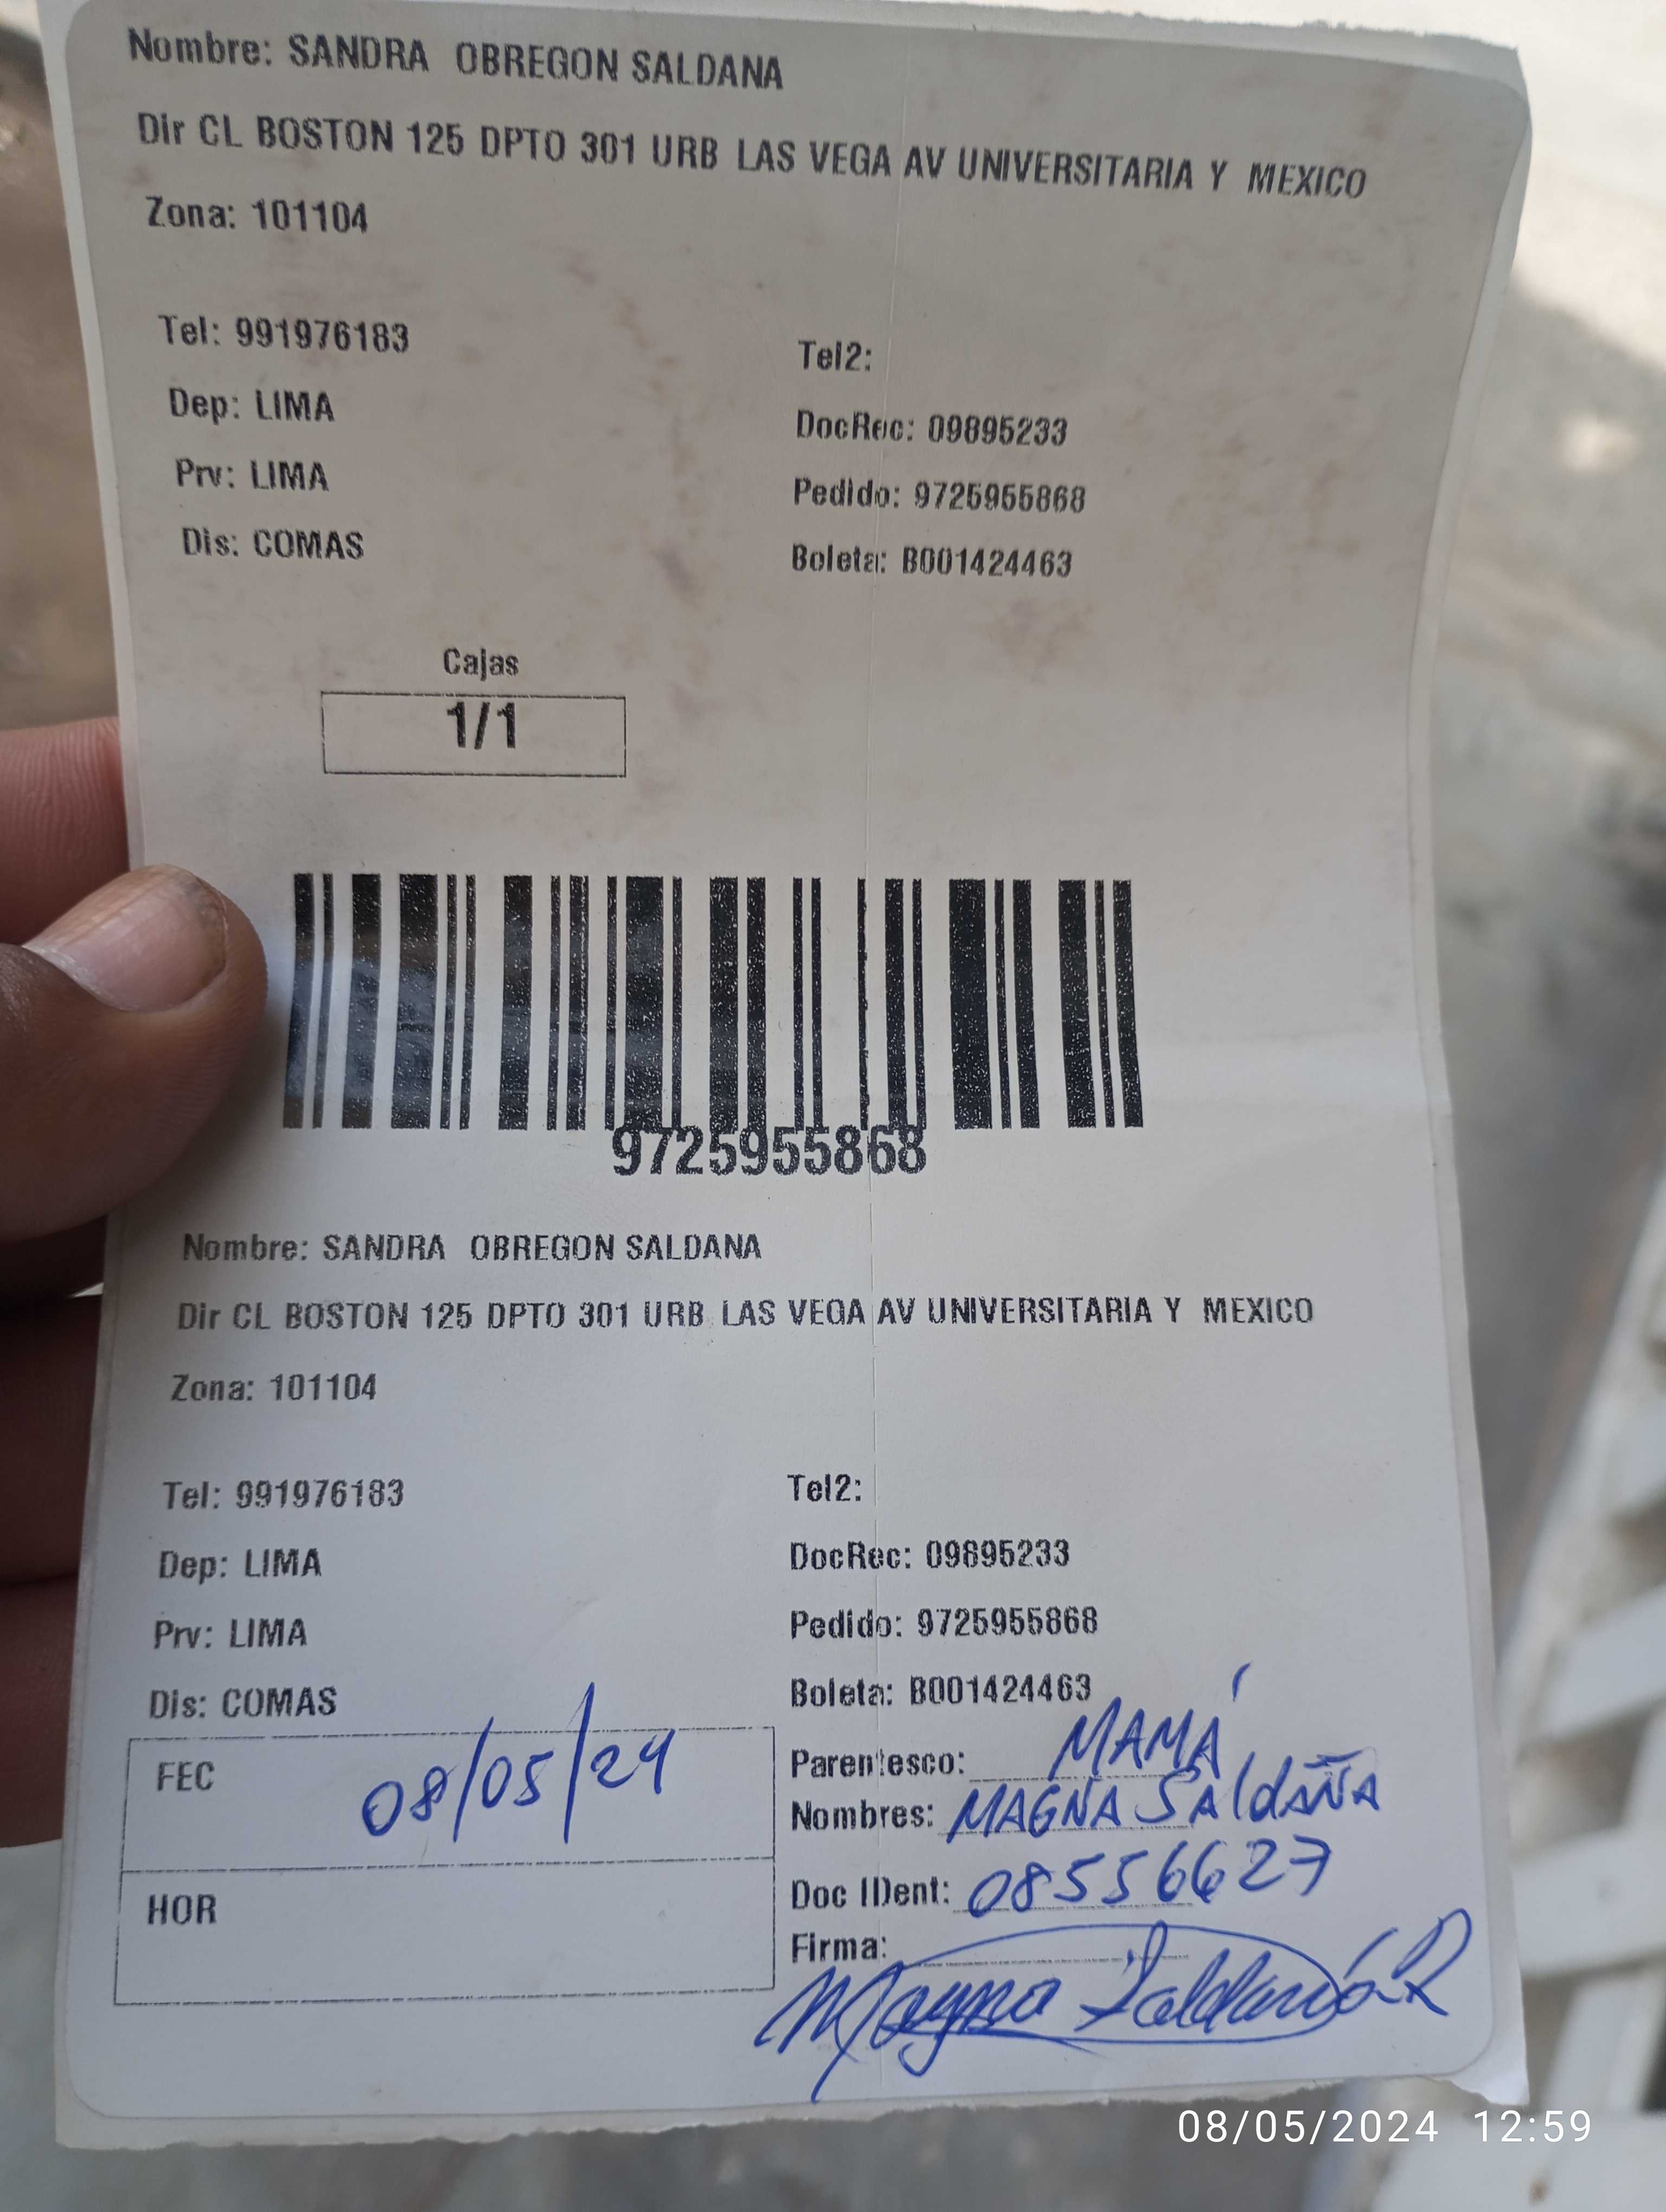 Nombre: SANDRA OBREGON SALDANA
Dir CL BOSTON 125 DPTO 301 URB LAS VEGA AV UNIVERSITARIA Y MEXICO
Zona: 101104
Tel: 991976183 Tel2:
Dep: LIMA DocRec: 09895233
Prv: LIMA Pedido: 9725955868
Dis: COMAS Boleta: B001424463
Cajas
1/1
9725955868
Nombre: SANDRA OBREGON SALDANA
Dir CL BOSTON 125 DPTO 301 URB LAS VEGA AV UNIVERSITARIA Y MEXICO
Zona: 101104
Tel: 991976183 Tel2:
Dep: LIMA DocRec: 09895233
Prv: LIMA Pedido: 9725955868
Dis: COMAS Boleta: B001424463
FEC 08/05/24 Parentesco: MAMÁ
Nombres: MAGNA SAldAÑA
HOR Doc IDent: 08556627
Firma:
Magna Saldaña R
08/05/2024 12:59